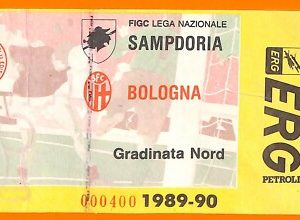 FIGC LEGA NAZIONALE
SAMPDORIA
BOLOGNA
Gradinata Nord
000400 1989-90
ERG
ERG
PETROLI